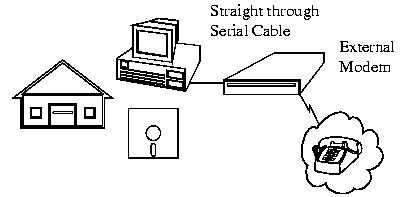 Straight through
Serial Cable
External
Modem